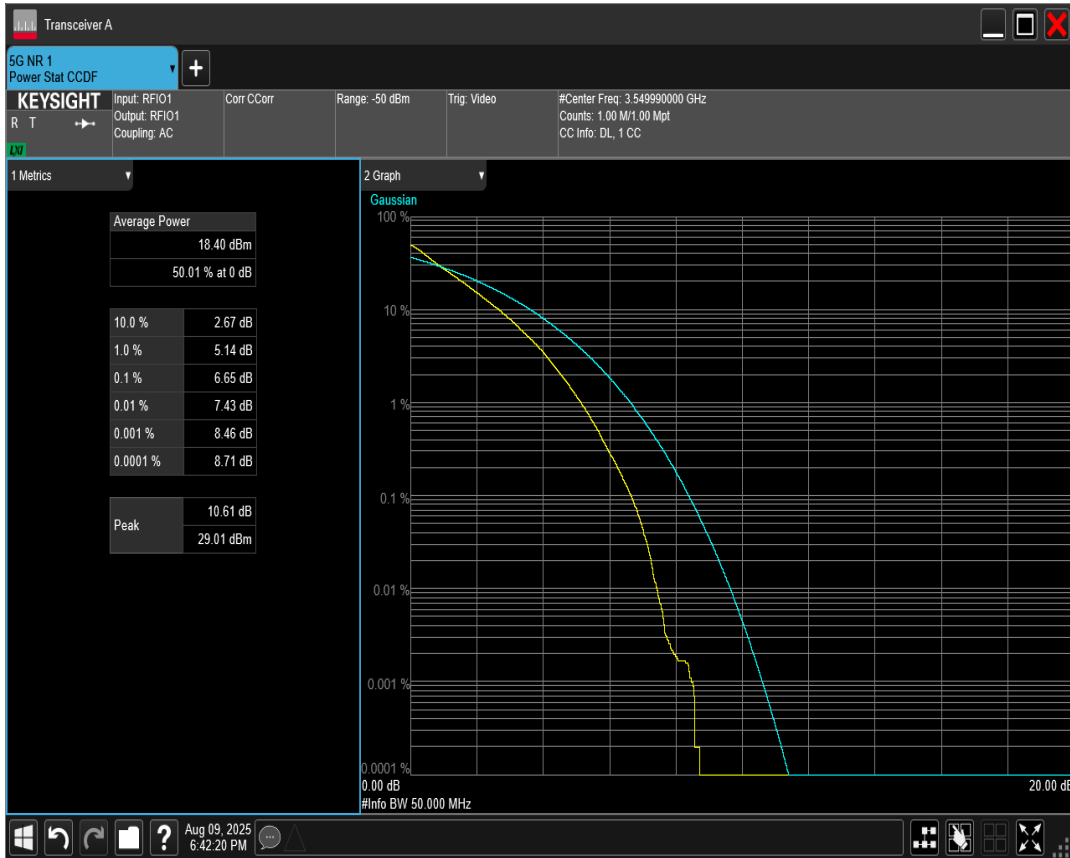 Transceiver A
5G NR 1
Power Stat CCDF
KEYSIGHT
R T
LXI
Input: RFIO1
Output: RFIO1
Coupling: AC
Corr CCorr
Range: -50 dBm
Trig: Video
#Center Freq: 3.549990000 GHz
Counts: 1.00 M/1.00 Mpt
CC Info: DL, 1 CC
1 Metrics
Average Power
18.40 dBm
50.01 % at 0 dB
10.0 % 2.67 dB
1.0 % 5.14 dB
0.1 % 6.65 dB
0.01 % 7.43 dB
0.001 % 8.46 dB
0.0001 % 8.71 dB
Peak
10.61 dB
29.01 dBm
2 Graph
Gaussian
100 %
10 %
1 %
0.1 %
0.01 %
0.001 %
0.0001 %
0.00 dB
20.00 dB
#Info BW 50.000 MHz
?
Aug 09, 2025
6:42:20 PM